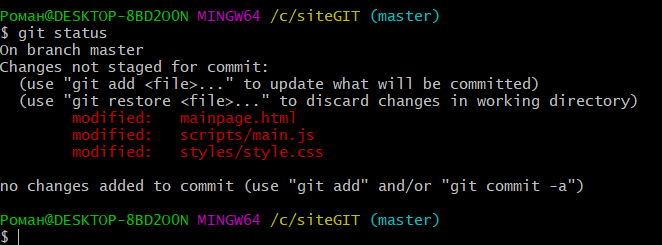 Роман@DESKTOP-8BD2OON MINGW64 /c/siteGIT (master)
$ git status
On branch master
Changes not staged for commit:
  (use "git add <file>..." to update what will be committed)
  (use "git restore <file>..." to discard changes in working directory)
        modified:   mainpage.html
        modified:   scripts/main.js
        modified:   styles/style.css
no changes added to commit (use "git add" and/or "git commit -a")
Роман@DESKTOP-8BD2OON MINGW64 /c/siteGIT (master)
$